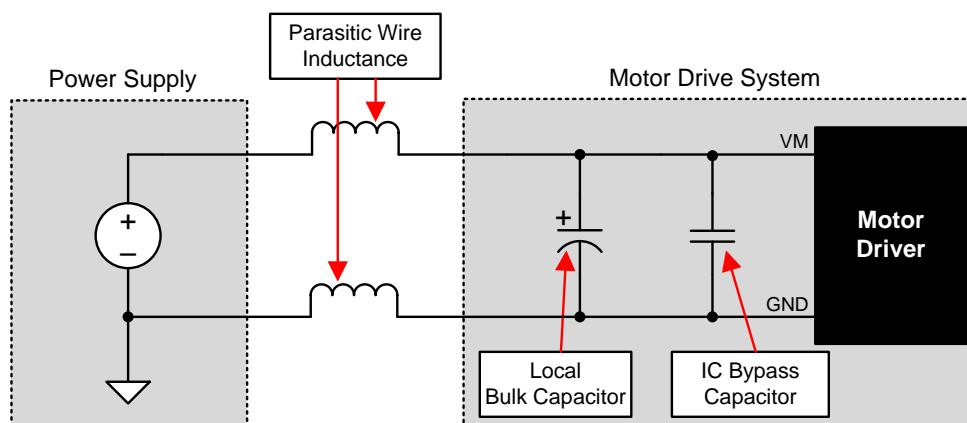 Parasitic Wire
Inductance
Power Supply
Motor Drive System
VM
+
–
+
Motor
Driver
GND
Local
Bulk Capacitor
IC Bypass
Capacitor